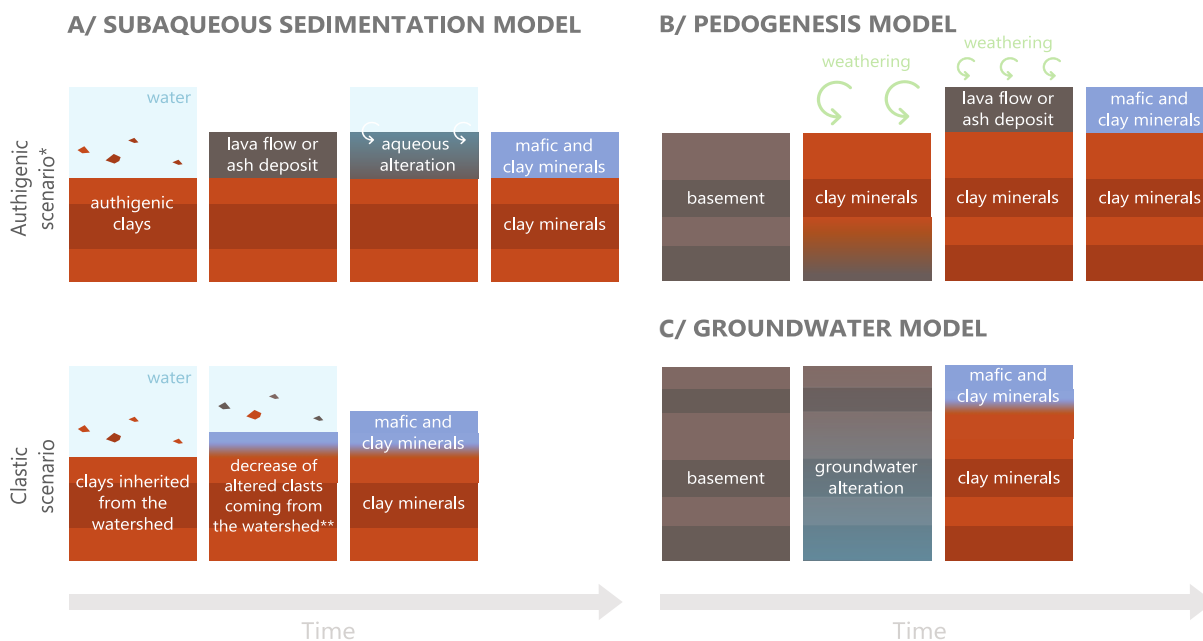 A/ SUBAQUEOUS SEDIMENTATION MODEL
Authigenic
scenario*
water
authigenic
clays
lava flow or
ash deposit
aqueous
alteration
mafic and
clay minerals
clay minerals
Clastic
scenario
water
clays inherited
from the
watershed
decrease of
altered clasts
coming from
the watershed**
mafic and
clay minerals
clay minerals
Time
B/ PEDOGENESIS MODEL
basement
weathering
clay minerals
weathering
lava flow or
ash deposit
clay minerals
mafic and
clay minerals
clay minerals
C/ GROUNDWATER MODEL
basement
groundwater
alteration
mafic and
clay minerals
clay minerals
Time